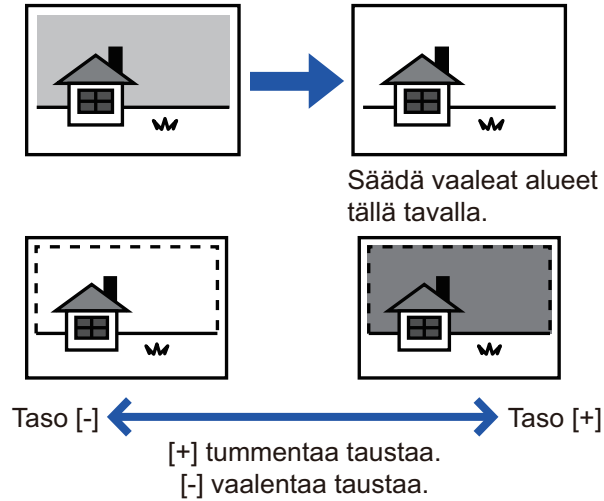 Säädä vaaleat alueet
tällä tavalla.
Taso [-]
Taso [+]
[+] tummentaa taustaa.
[-] vaalentaa taustaa.